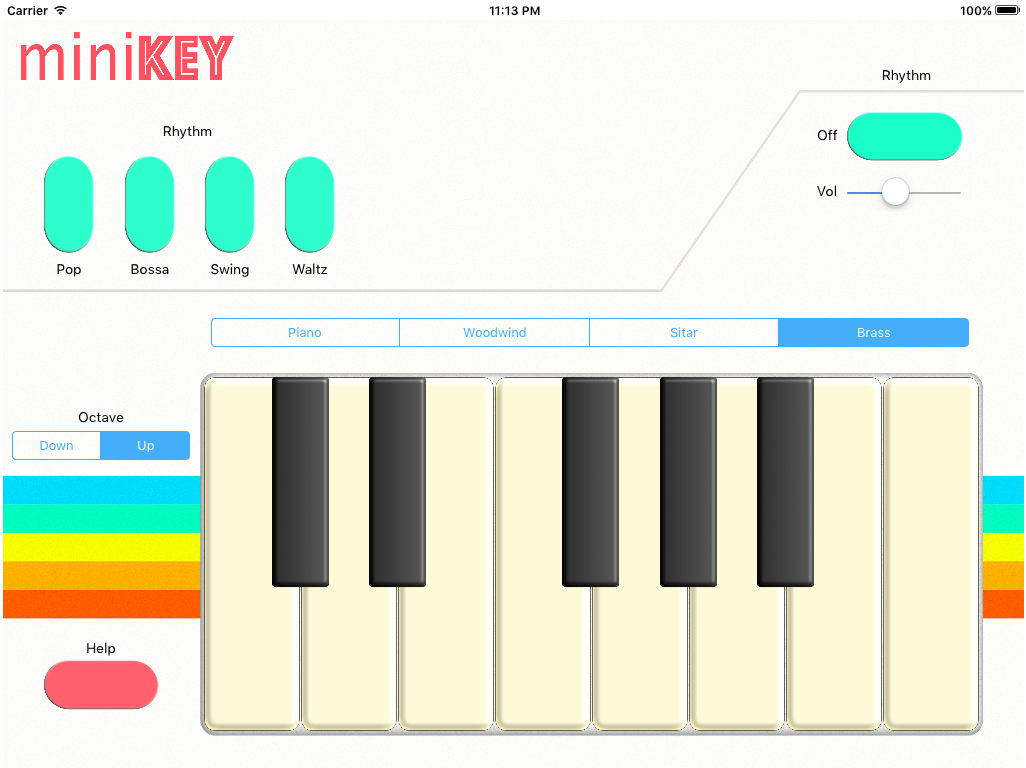 Carrier 11:13 PM 100%
miniKEY
Rhythm
Rhythm
Off
Vol
Pop Bossa Swing Waltz
Piano Woodwind Sitar Brass
Octave
Down Up
Help